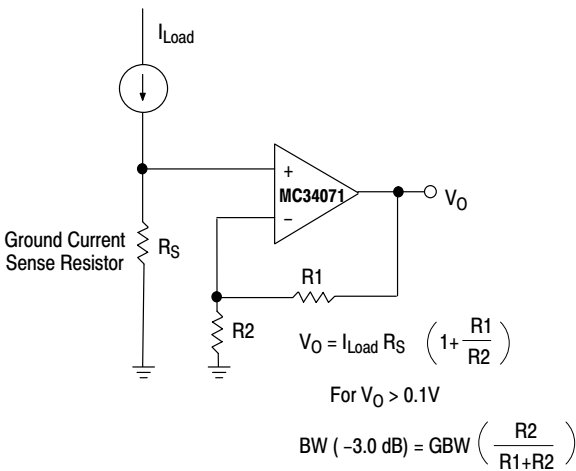 I_Load
+
MC34071
−
V_O
Ground Current
Sense Resistor
R_S
R1
R2
V_O = I_Load R_S (1+ R1/R2)
For V_O > 0.1V
BW ( −3.0 dB) = GBW ( R2/R1+R2 )